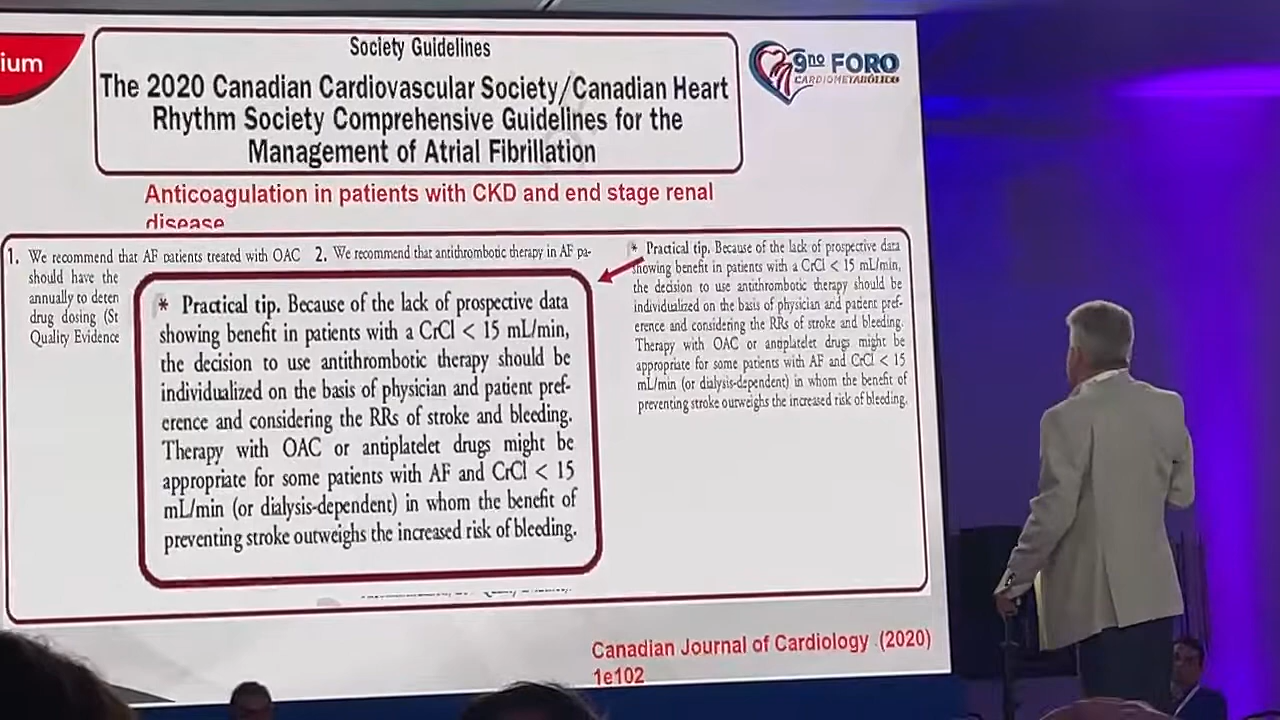 ium
Society Guidelines
The 2020 Canadian Cardiovascular Society/Canadian Heart
Rhythm Society Comprehensive Guidelines for the
Management of Atrial Fibrillation
9no FORO
CARDIOMETABÓLICO
Anticoagulation in patients with CKD and end stage renal
disease
1. We recommend that AF patients treated with OAC
should have the
annually to deten
drug dosing (St
Quality Evidence
2. We recommend that antithrombotic therapy in AF pa-
* Practical tip. Because of the lack of prospective data
showing benefit in patients with a CrCl < 15 mL/min,
the decision to use antithrombotic therapy should be
individualized on the basis of physician and patient pref-
erence and considering the RRs of stroke and bleeding.
Therapy with OAC or antiplatelet drugs might be
appropriate for some patients with AF and CrCl < 15
mL/min (or dialysis-dependent) in whom the benefit of
preventing stroke outweighs the increased risk of bleeding.
* Practical tip. Because of the lack of prospective data
showing benefit in patients with a CrCl < 15 mL/min,
the decision to use antithrombotic therapy should be
individualized on the basis of physician and patient pref-
erence and considering the RRs of stroke and bleeding.
Therapy with OAC or antiplatelet drugs might be
appropriate for some patients with AF and CrCl < 15
mL/min (or dialysis-dependent) in whom the benefit of
preventing stroke outweighs the increased risk of bleeding.
Canadian Journal of Cardiology (2020)
1e102